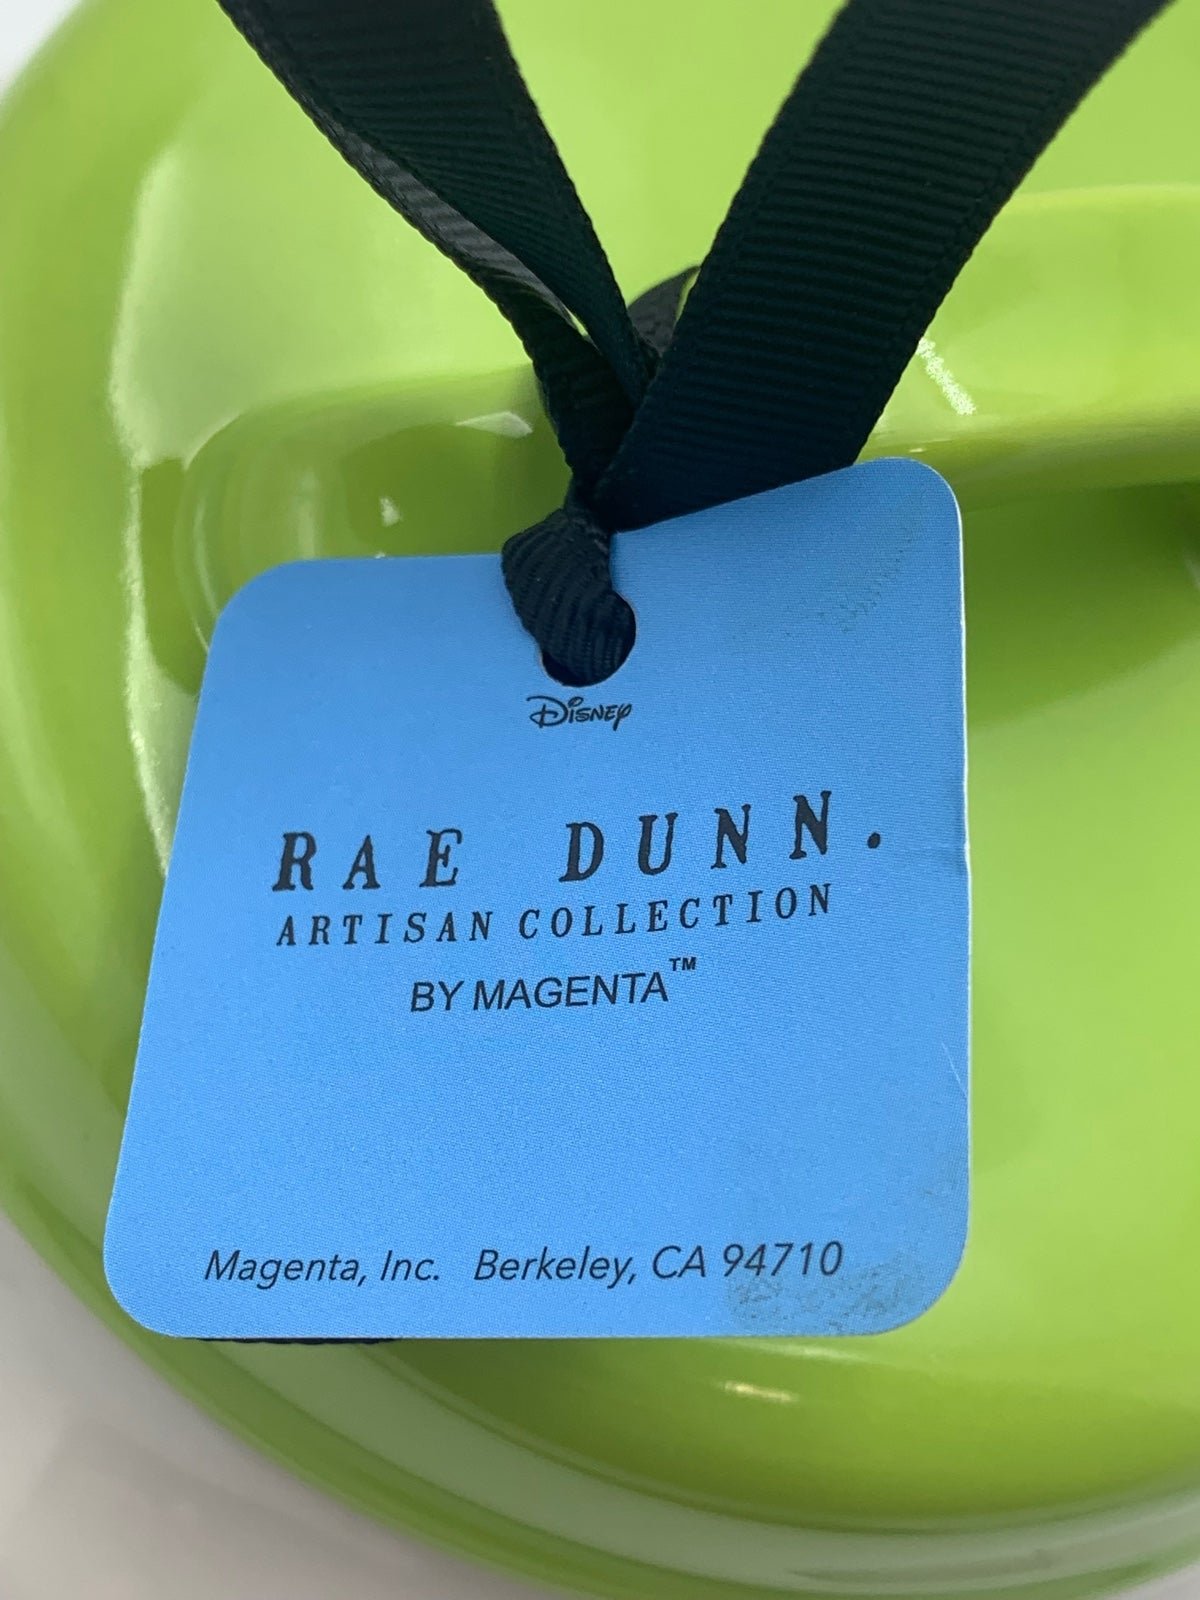 Disney
RAE DUNN.
ARTISAN COLLECTION
BY MAGENTA™
Magenta, Inc. Berkeley, CA 94710